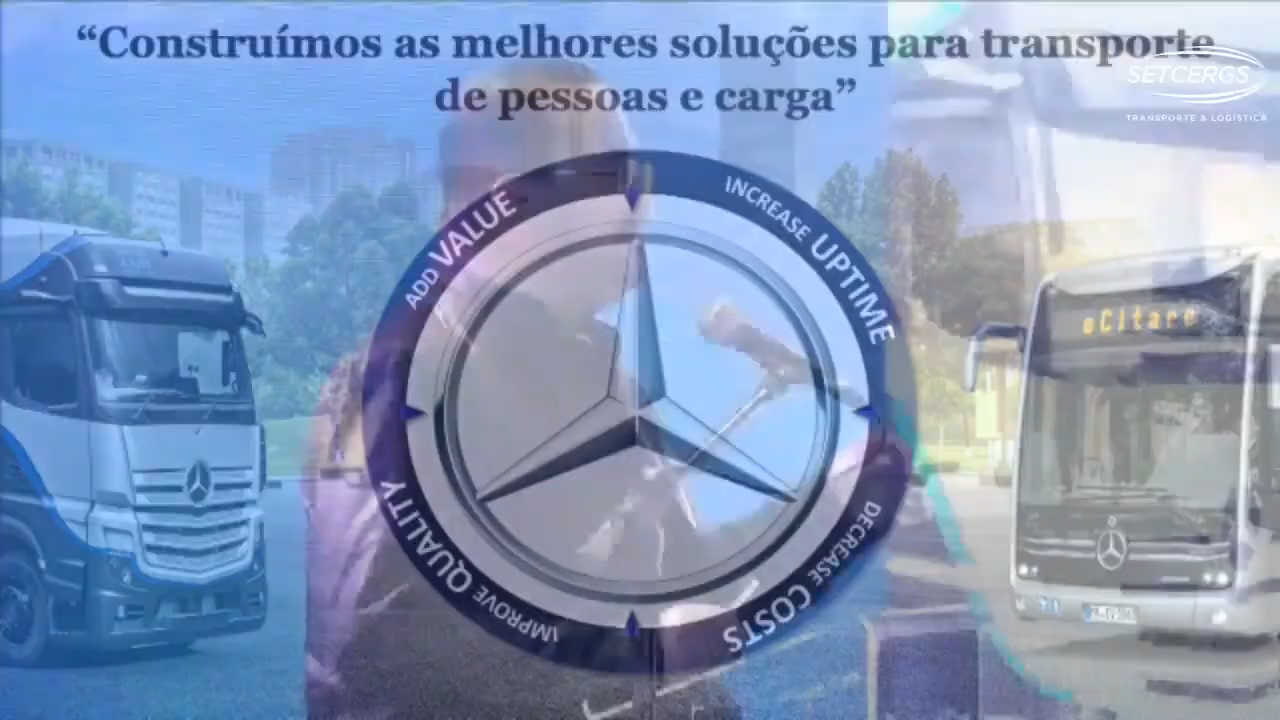 “Construímos as melhores soluções para transporte
de pessoas e carga”
SETCERGS
TRANSPORTE & LOGÍSTICA
ADD VALUE
INCREASE UPTIME
eCitaro
IMPROVE QUALITY
DECREASE COSTS